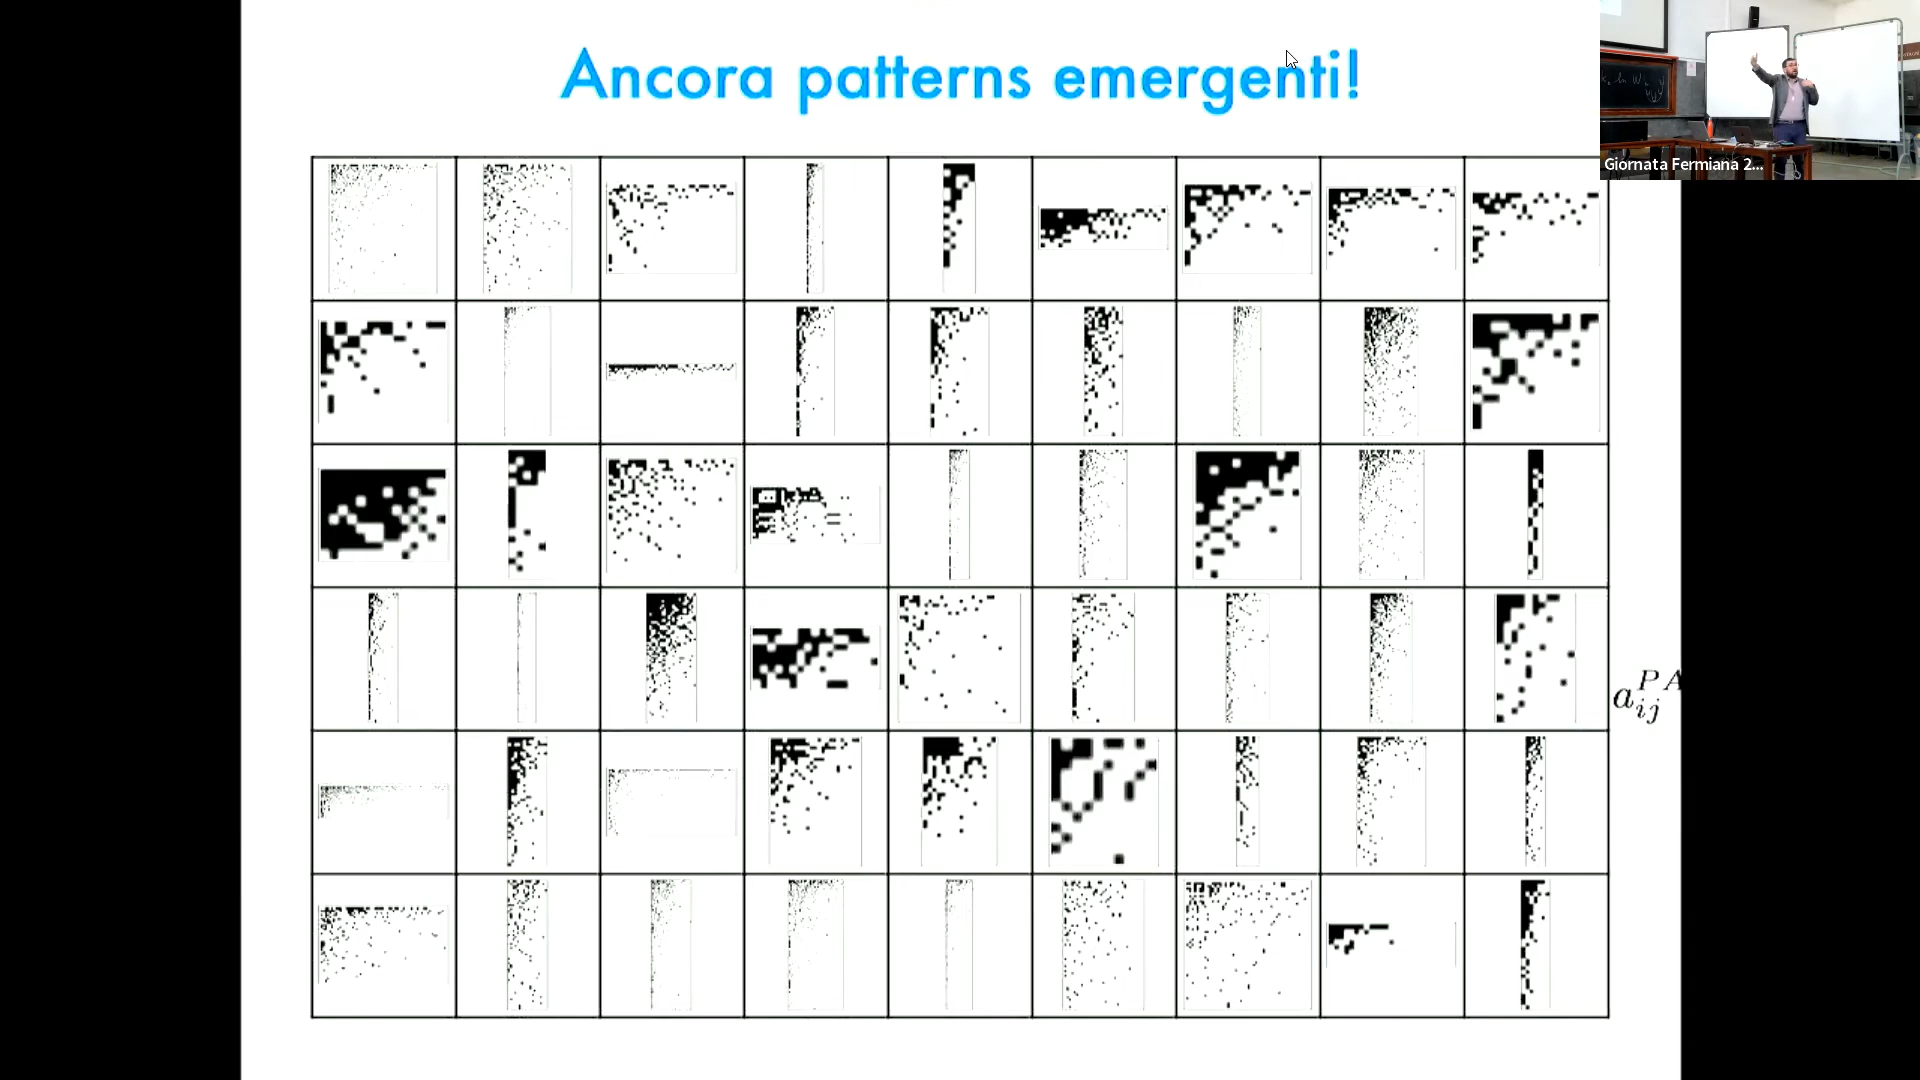 Ancora patterns emergenti!
Giornata Fermiana 2...
a_{ij}^{PA}